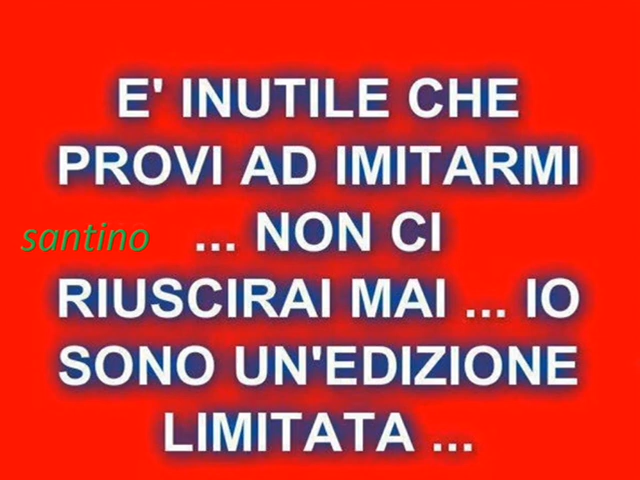 E' INUTILE CHE
PROVI AD IMITARMI
santino ... NON CI
RIUSCIRAI MAI ... IO
SONO UN'EDIZIONE
LIMITATA ...